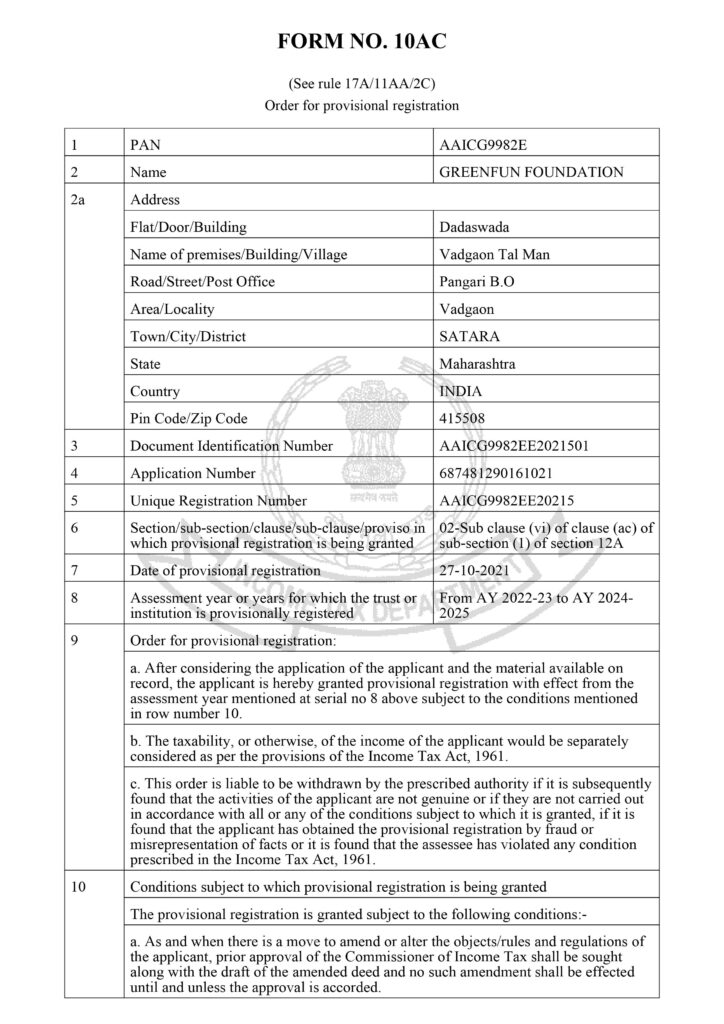 FORM NO. 10AC
(See rule 17A/11AA/2C)
Order for provisional registration
1 PAN AAICG9982E
2 Name GREENFUN FOUNDATION
2a Address
Flat/Door/Building Dadaswada
Name of premises/Building/Village Vadgaon Tal Man
Road/Street/Post Office Pangari B.O
Area/Locality Vadgaon
Town/City/District SATARA
State Maharashtra
Country INDIA
Pin Code/Zip Code 415508
3 Document Identification Number AAICG9982EE2021501
4 Application Number 687481290161021
5 Unique Registration Number AAICG9982EE20215
सत्यमेव जयते
6 Section/sub-section/clause/sub-clause/proviso in 02-Sub clause (vi) of clause (ac) of
which provisional registration is being granted sub-section (1) of section 12A
7 Date of provisional registration 27-10-2021
8 Assessment year or years for which the trust or From AY 2022-23 to AY 2024-
institution is provisionally registered 2025
INCOME TAX DEPARTMENT
9 Order for provisional registration:
a. After considering the application of the applicant and the material available on
record, the applicant is hereby granted provisional registration with effect from the
assessment year mentioned at serial no 8 above subject to the conditions mentioned
in row number 10.
b. The taxability, or otherwise, of the income of the applicant would be separately
considered as per the provisions of the Income Tax Act, 1961.
c. This order is liable to be withdrawn by the prescribed authority if it is subsequently
found that the activities of the applicant are not genuine or if they are not carried out
in accordance with all or any of the conditions subject to which it is granted, if it is
found that the applicant has obtained the provisional registration by fraud or
misrepresentation of facts or it is found that the assessee has violated any condition
prescribed in the Income Tax Act, 1961.
10 Conditions subject to which provisional registration is being granted
The provisional registration is granted subject to the following conditions:-
a. As and when there is a move to amend or alter the objects/rules and regulations of
the applicant, prior approval of the Commissioner of Income Tax shall be sought
along with the draft of the amended deed and no such amendment shall be effected
until and unless the approval is accorded.